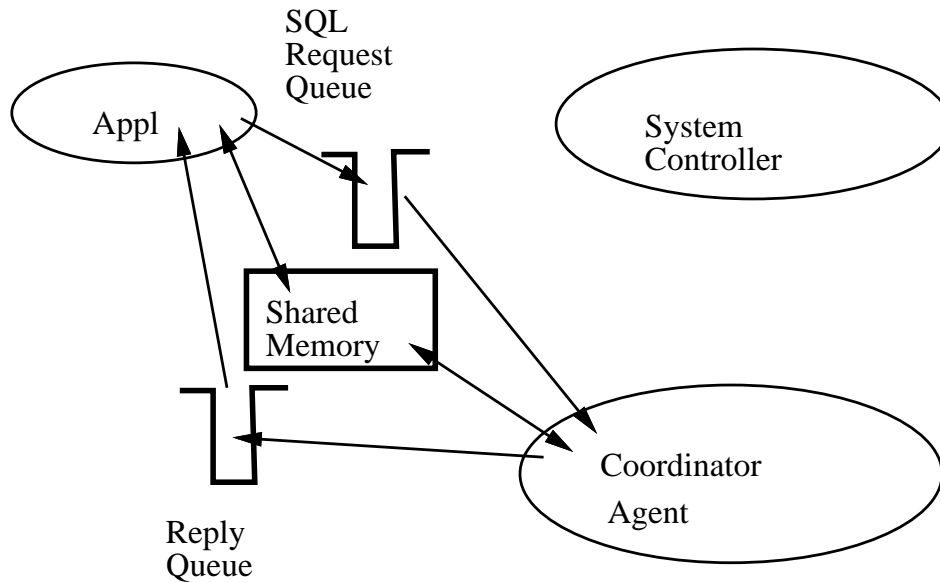 SQL
Request
Queue
Appl
System
Controller
Shared
Memory
Coordinator
Agent
Reply
Queue